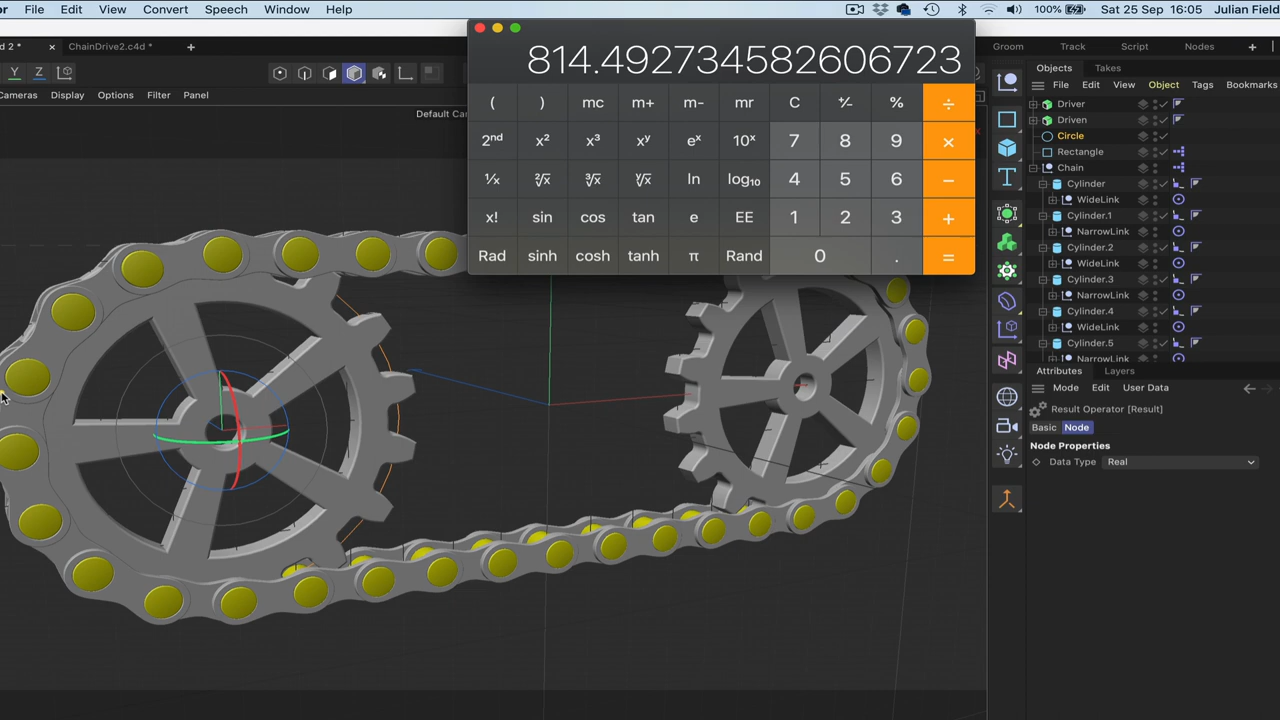 or File Edit View Convert Speech Window Help 100% Sat 25 Sep 16:05 Julian Field
d 2 * × ChainDrive2.c4d * +
814.492734582606723
Groom Track Script Nodes +
Y Z
Cameras Display Options Filter Panel
Default Cam
( ) mc m+ m- mr C +/- % ÷
2nd x² x³ xʸ eˣ 10ˣ 7 8 9 ×
¹/x ²√x ³√x ʸ√x ln log₁₀ 4 5 6 −
x! sin cos tan e EE 1 2 3 +
Rad sinh cosh tanh π Rand 0 . =
Objects Takes
File Edit View Object Tags Bookmarks
Driver
Driven
Circle
Rectangle
Chain
Cylinder
WideLink
Cylinder.1
NarrowLink
Cylinder.2
WideLink
Cylinder.3
NarrowLink
Cylinder.4
WideLink
Cylinder.5
NarrowLink
Attributes Layers
Mode Edit User Data
Result Operator [Result]
Basic Node
Node Properties
Data Type Real